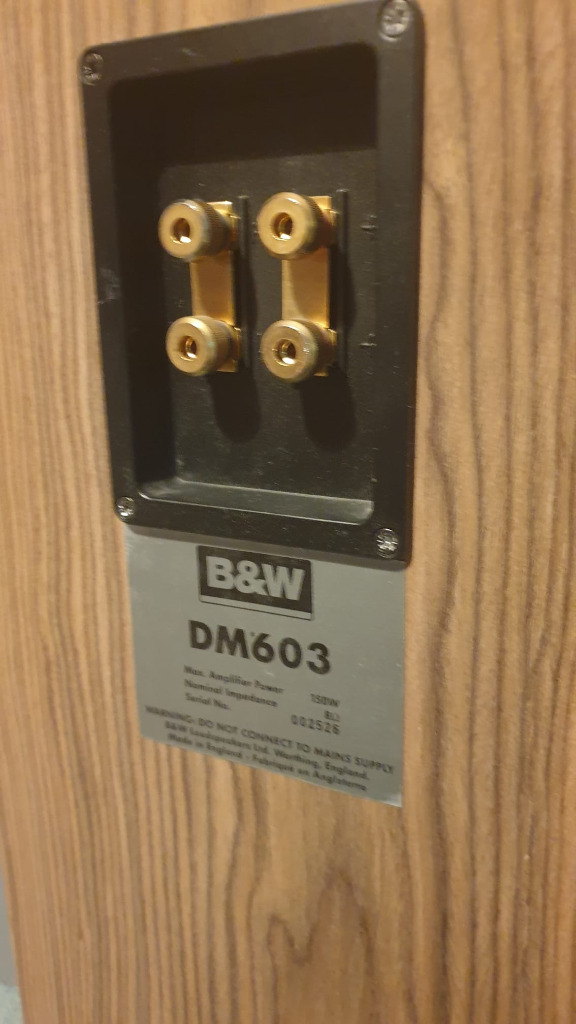 B&W
DM603
Max. Amplifier Power 150W
Nominal Impedance 8Ω
Serial No. 002526
WARNING: DO NOT CONNECT TO MAINS SUPPLY
B&W Loudspeakers Ltd. Worthing, England.
Made in England - Fabriqué en Angleterre